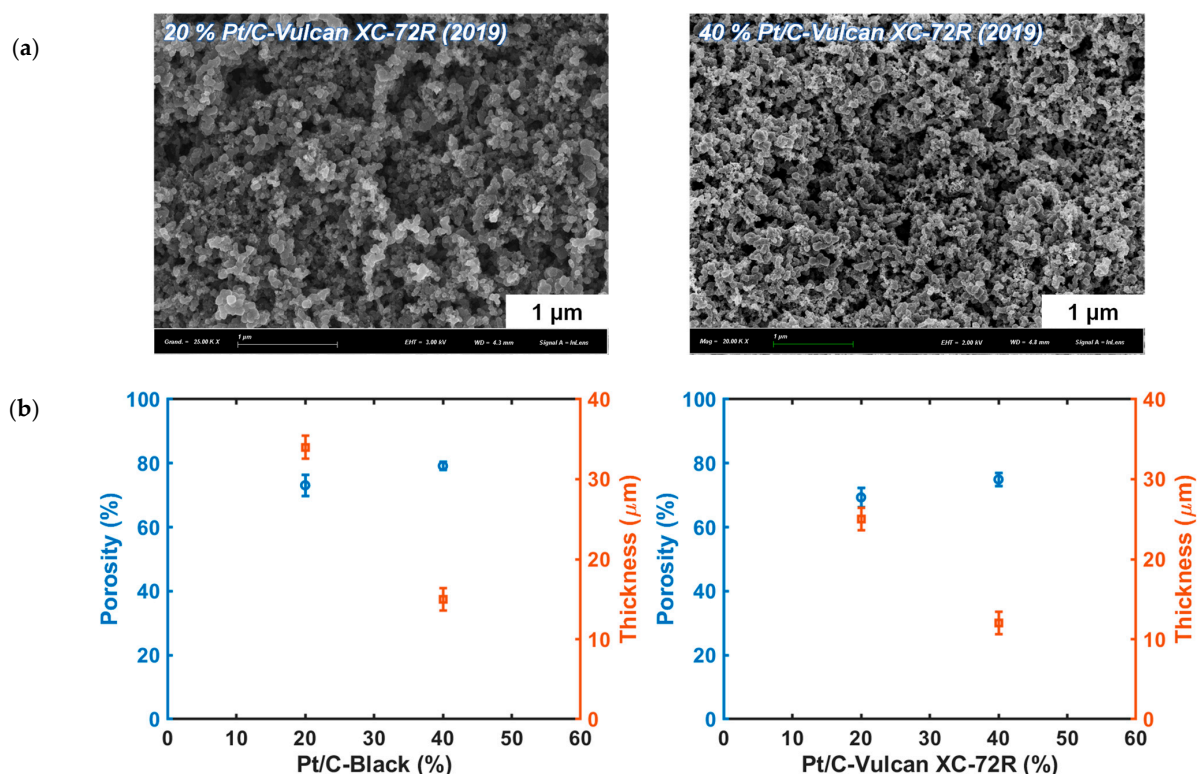 (a)
20 % Pt/C-Vulcan XC-72R (2019)
40 % Pt/C-Vulcan XC-72R (2019)
1 µm
1 µm
Grand. = 25.00 K X
1 µm
EHT = 3.00 kV
WD = 4.3 mm
Signal A = InLens
Mag = 20.00 K X
1 µm
EHT = 2.00 kV
WD = 4.8 mm
Signal A = InLens
(b)
100
80
60
40
20
0
Porosity (%)
0 10 20 30 40 50 60
Pt/C-Black (%)
40
30
20
10
0
Thickness (µm)
100
80
60
40
20
0
Porosity (%)
10 20 30 40 50 60
Pt/C-Vulcan XC-72R (%)
40
30
20
10
0
Thickness (µm)